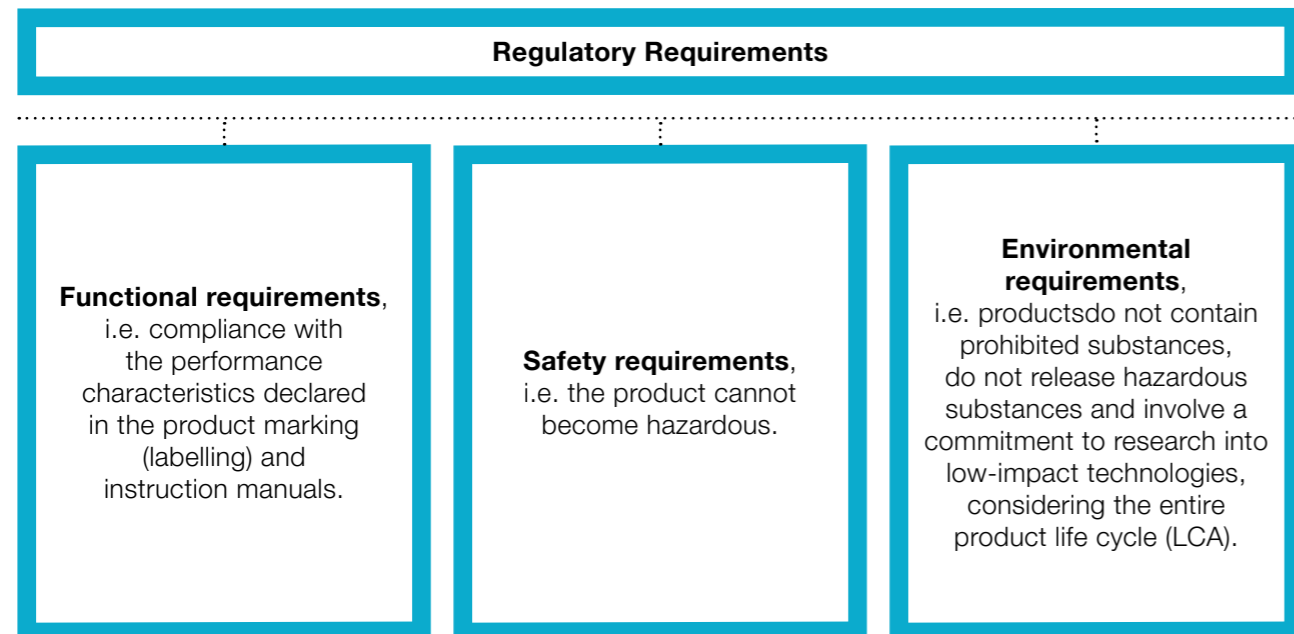 Regulatory Requirements
Functional requirements,
i.e. compliance with
the performance
characteristics declared
in the product marking
(labelling) and
instruction manuals.
Safety requirements,
i.e. the product cannot
become hazardous.
Environmental
requirements,
i.e. productsdo not contain
prohibited substances,
do not release hazardous
substances and involve a
commitment to research into
low-impact technologies,
considering the entire
product life cycle (LCA).